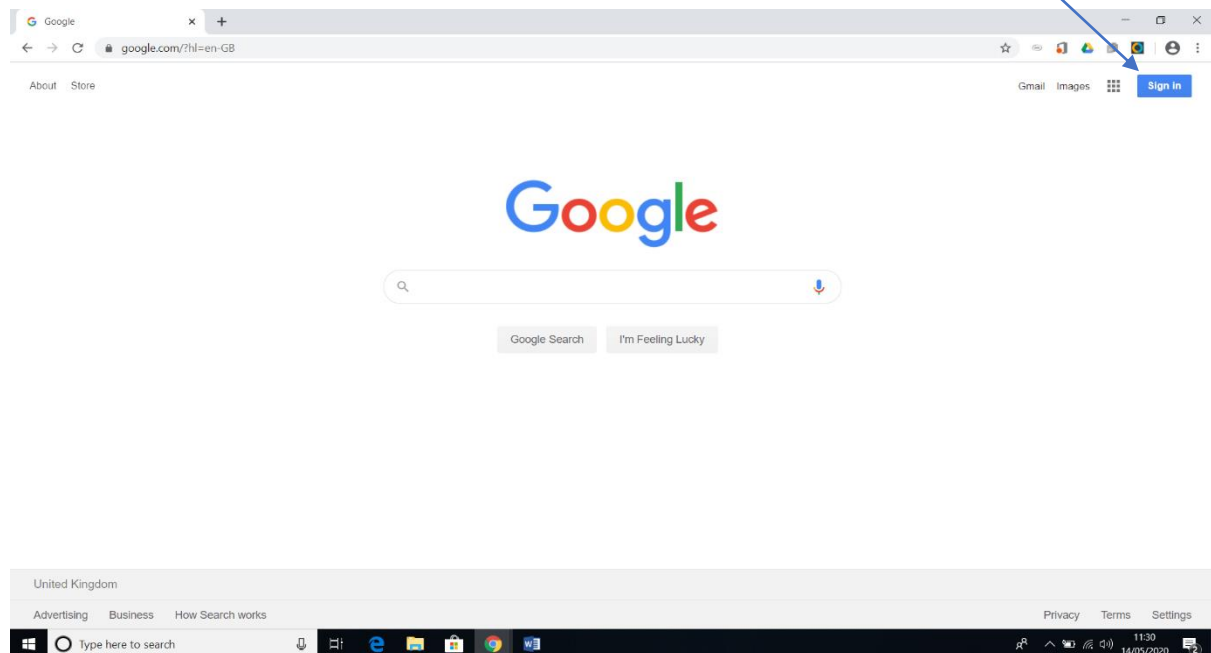 Google
google.com/?hl=en-GB
About Store
Gmail Images Sign in
Google
Google Search I'm Feeling Lucky
United Kingdom
Advertising Business How Search works
Privacy Terms Settings
Type here to search
11:30
14/05/2020